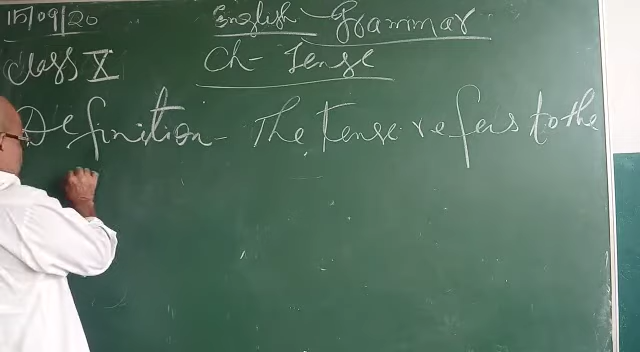 15/09/20
English Grammar
Class X
Ch- Tense
Definition - The tense refers to the